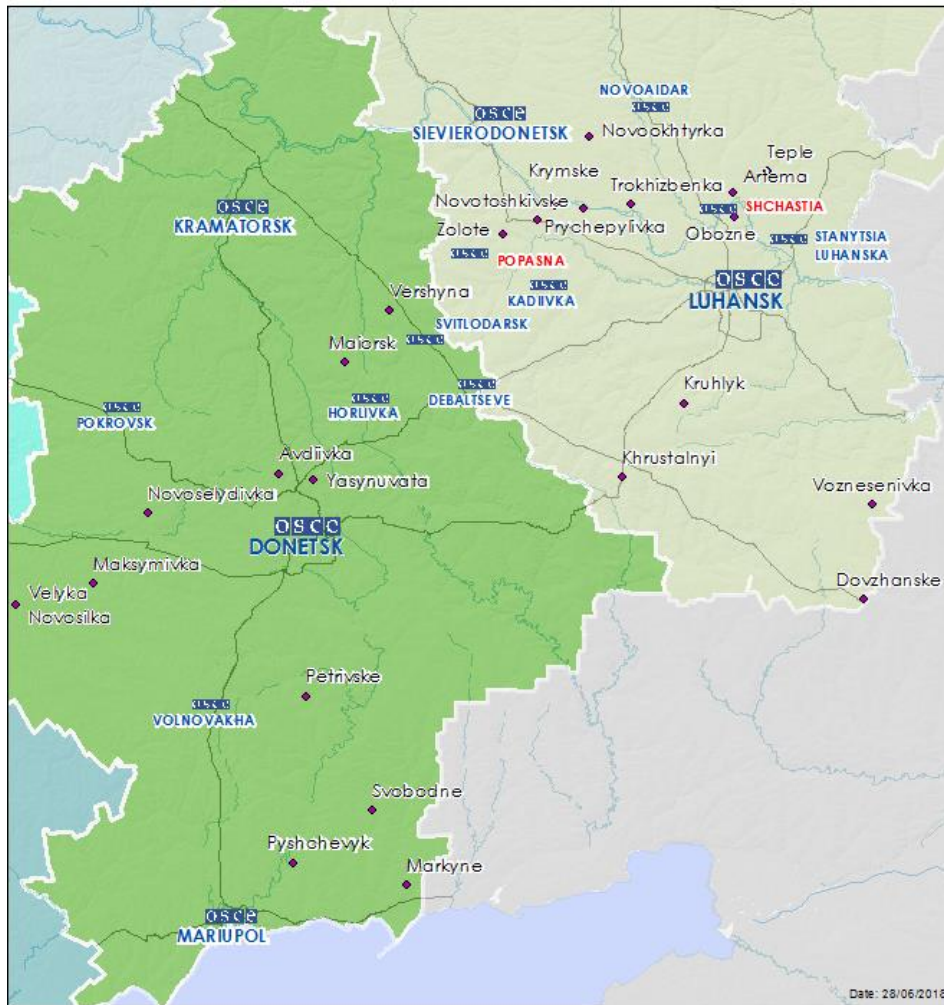 NOVOAIDAR
osce
osce
SIEVIERODONETSK
Novookhtyrka
Teple
Krymske
Artema
Trokhizbenka
osce
KRAMATORSK
Novotoshkivske
osce
SHCHASTIA
Zolote
Prychepylivka
Obozne
osce
STANYTSIA
LUHANSKA
osce
POPASNA
osce
KADIIVKA
osce
LUHANSK
Vershyna
SVITLODARSK
osce
Maiorsk
osce
DEBALTSEVE
osce
HORLIVKA
osce
POKROVSK
Kruhlyk
Avdiivka
Yasynuvata
Khrustalnyi
Novoselydivka
Voznesenivka
osce
DONETSK
Maksymivka
Velyka
Novosilka
Dovzhanske
Petrivske
osce
VOLNOVAKHA
Svobodne
Pyshchevyk
Markyne
osce
MARIUPOL
Date: 28/06/2018